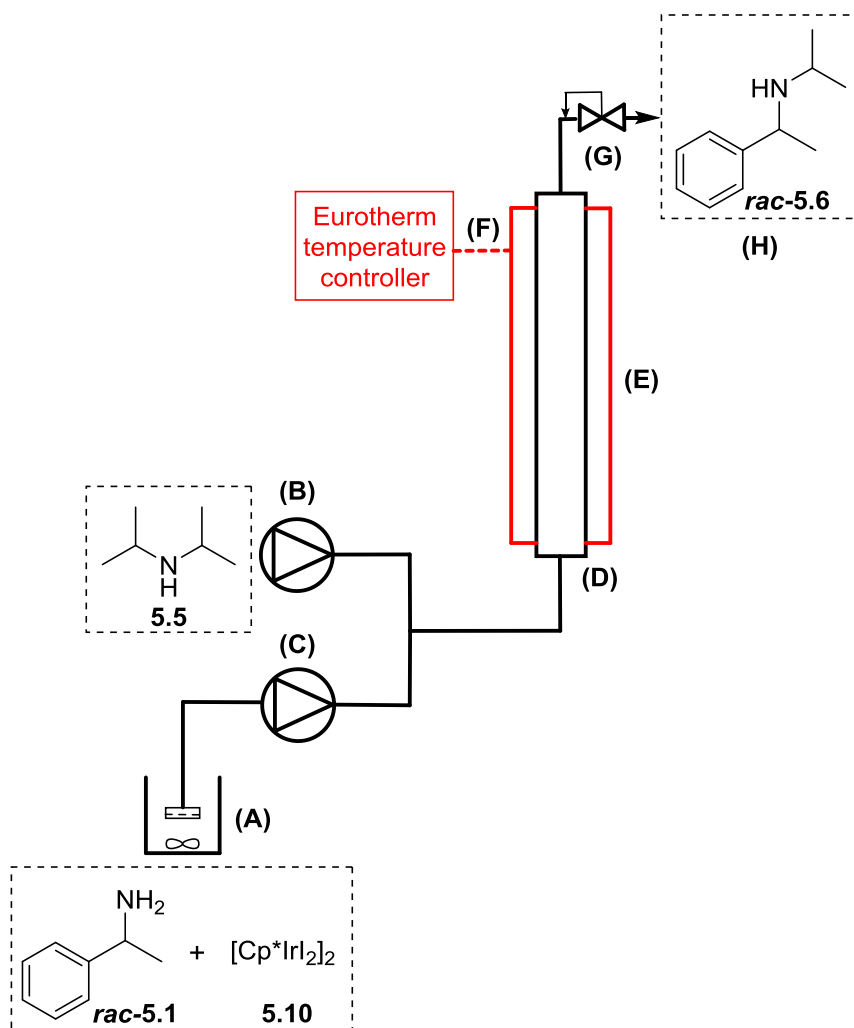 HN
(G)
rac-5.6
(H)
Eurotherm
temperature
controller
(F)
(E)
(B)
N
H
5.5
(D)
(C)
(A)
NH₂
+
[Cp*IrI₂]₂
rac-5.1
5.10